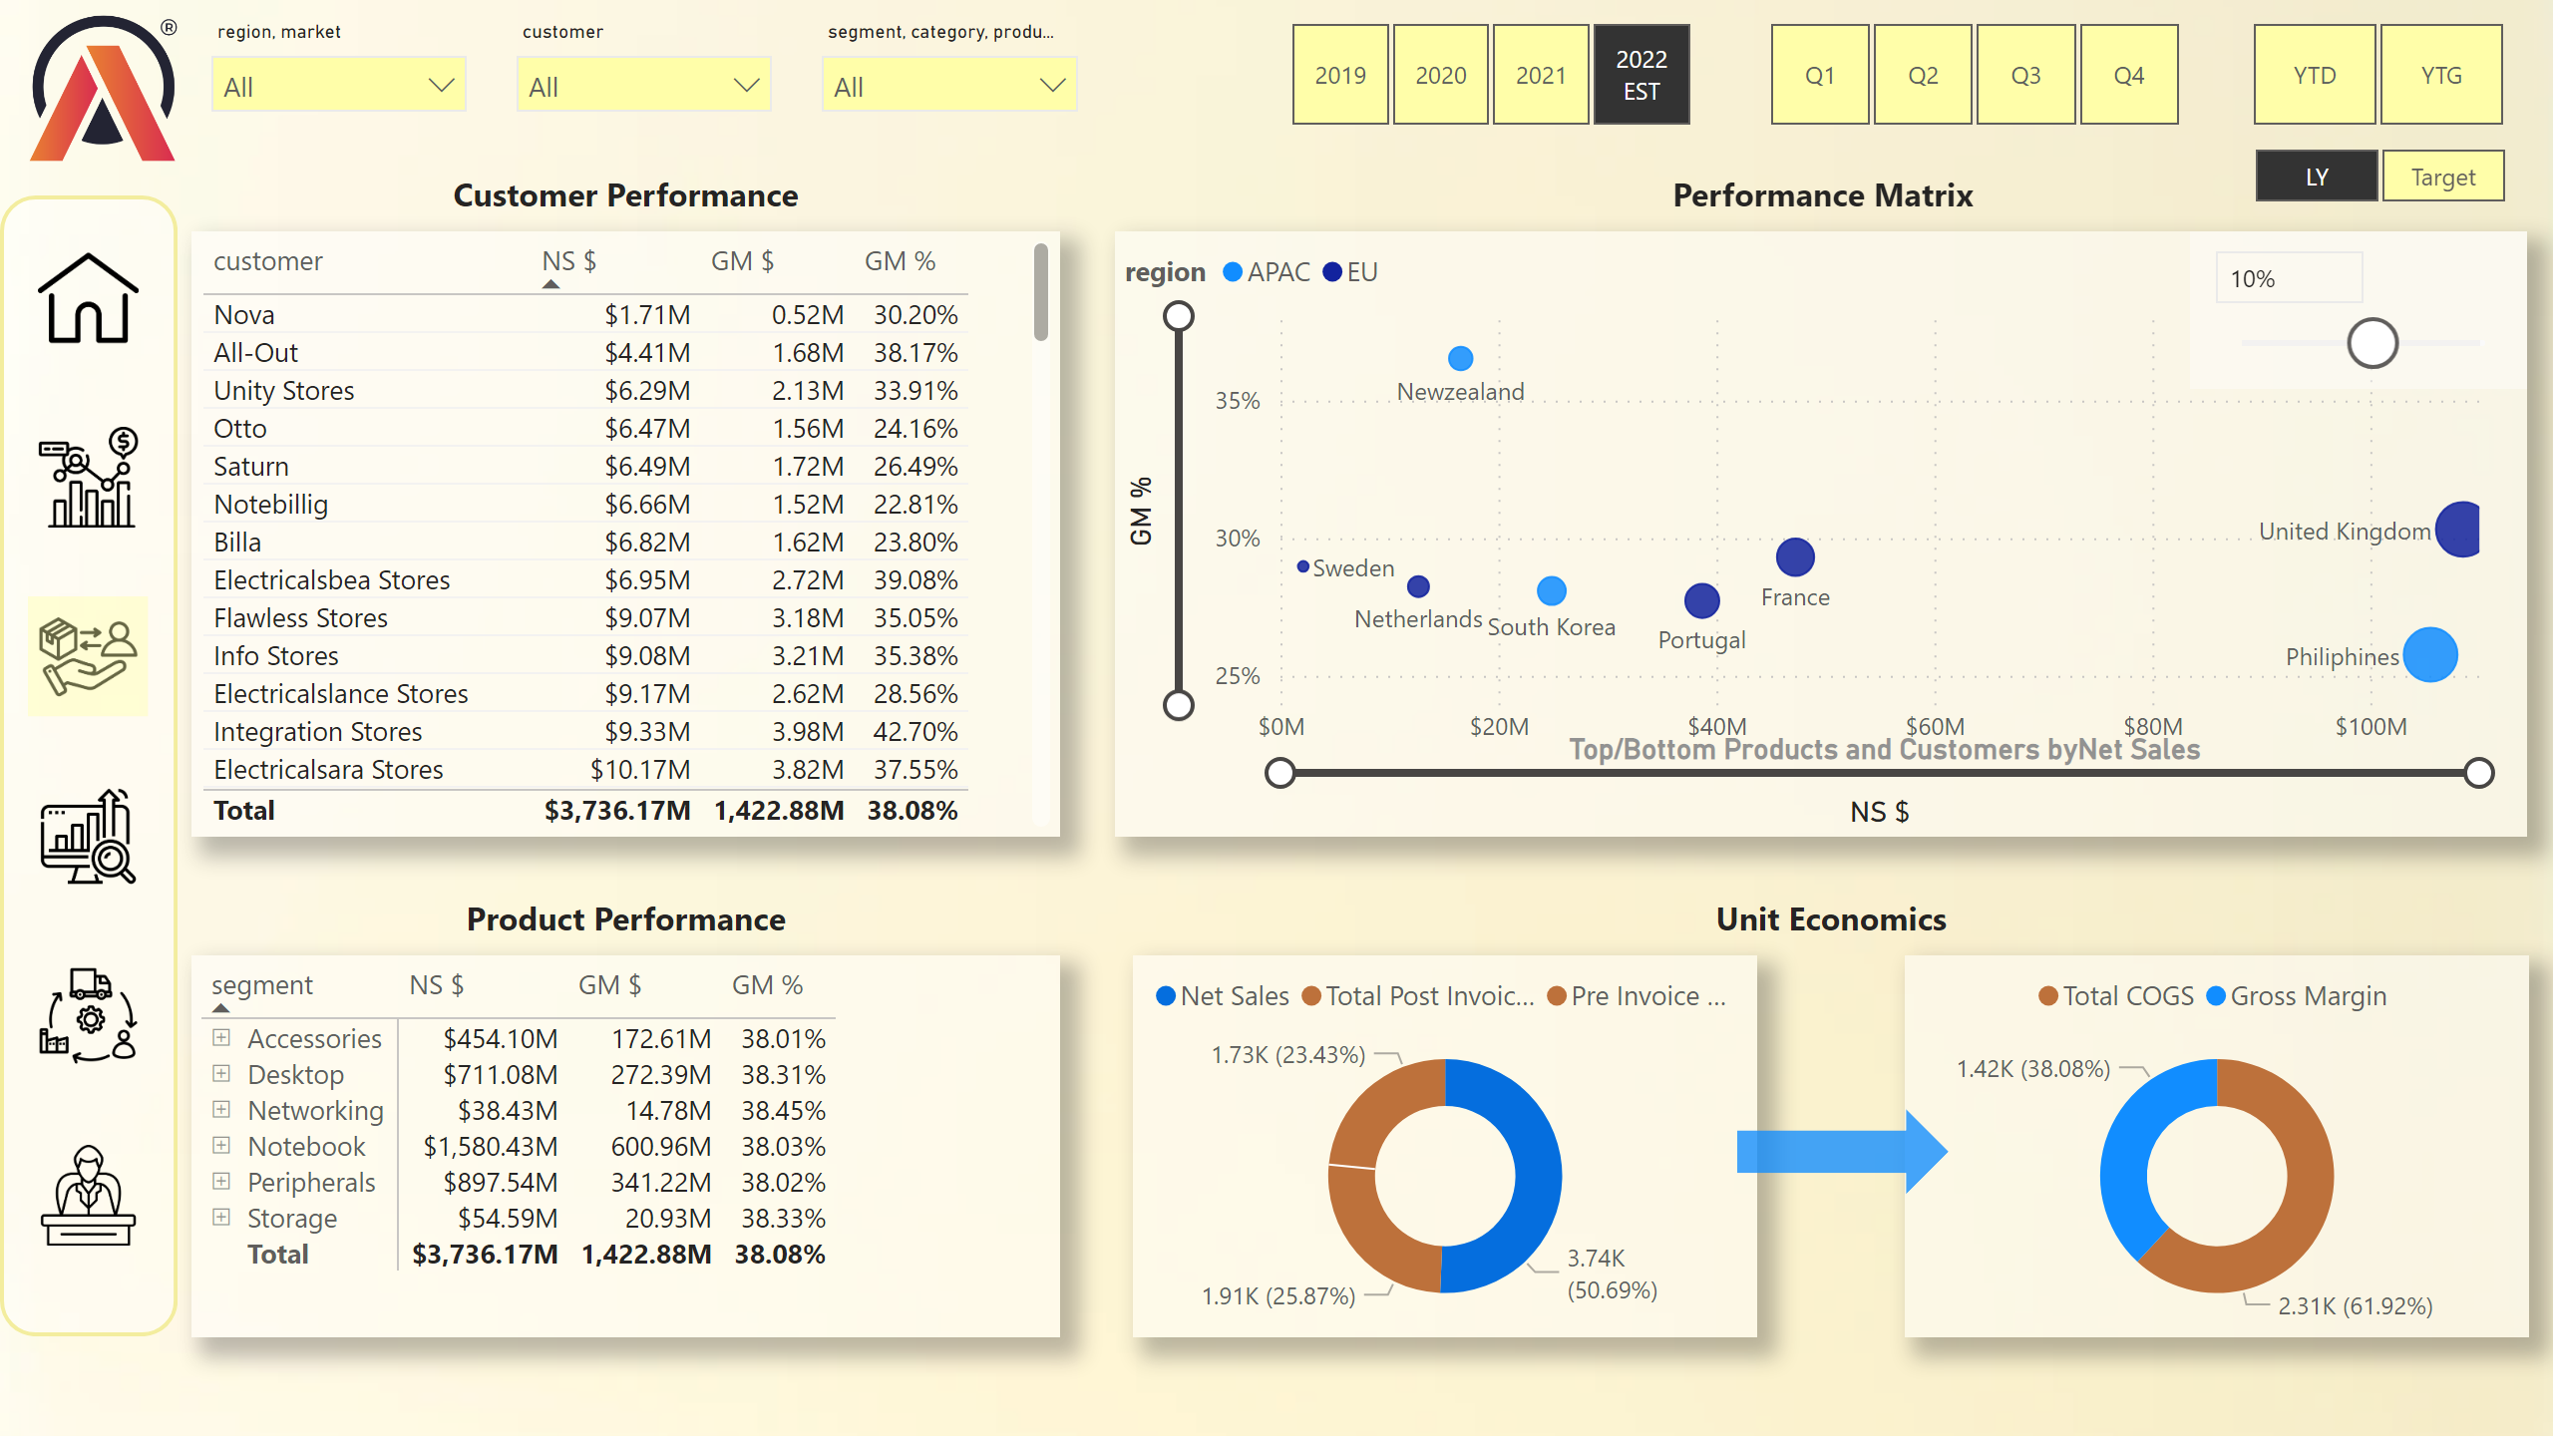 ®
region, market
customer
segment, category, produ...
All
All
All
2019
2020
2021
2022
EST
Q1
Q2
Q3
Q4
YTD
YTG
LY
Target
Customer Performance
customer NS $ GM $ GM %
Nova $1.71M 0.52M 30.20%
All-Out $4.41M 1.68M 38.17%
Unity Stores $6.29M 2.13M 33.91%
Otto $6.47M 1.56M 24.16%
Saturn $6.49M 1.72M 26.49%
Notebillig $6.66M 1.52M 22.81%
Billa $6.82M 1.62M 23.80%
Electricalsbea Stores $6.95M 2.72M 39.08%
Flawless Stores $9.07M 3.18M 35.05%
Info Stores $9.08M 3.21M 35.38%
Electricalslance Stores $9.17M 2.62M 28.56%
Integration Stores $9.33M 3.98M 42.70%
Electricalsara Stores $10.17M 3.82M 37.55%
Total $3,736.17M 1,422.88M 38.08%
Performance Matrix
region APAC EU
10%
GM %
35%
30%
25%
Newzealand
United Kingdom
Sweden
Netherlands
South Korea
Portugal
France
Philiphines
$0M $20M $40M $60M $80M $100M
Top/Bottom Products and Customers byNet Sales
NS $
Product Performance
segment NS $ GM $ GM %
Accessories $454.10M 172.61M 38.01%
Desktop $711.08M 272.39M 38.31%
Networking $38.43M 14.78M 38.45%
Notebook $1,580.43M 600.96M 38.03%
Peripherals $897.54M 341.22M 38.02%
Storage $54.59M 20.93M 38.33%
Total $3,736.17M 1,422.88M 38.08%
Unit Economics
Net Sales Total Post Invoic... Pre Invoice ...
1.73K (23.43%)
3.74K
(50.69%)
1.91K (25.87%)
Total COGS Gross Margin
1.42K (38.08%)
2.31K (61.92%)